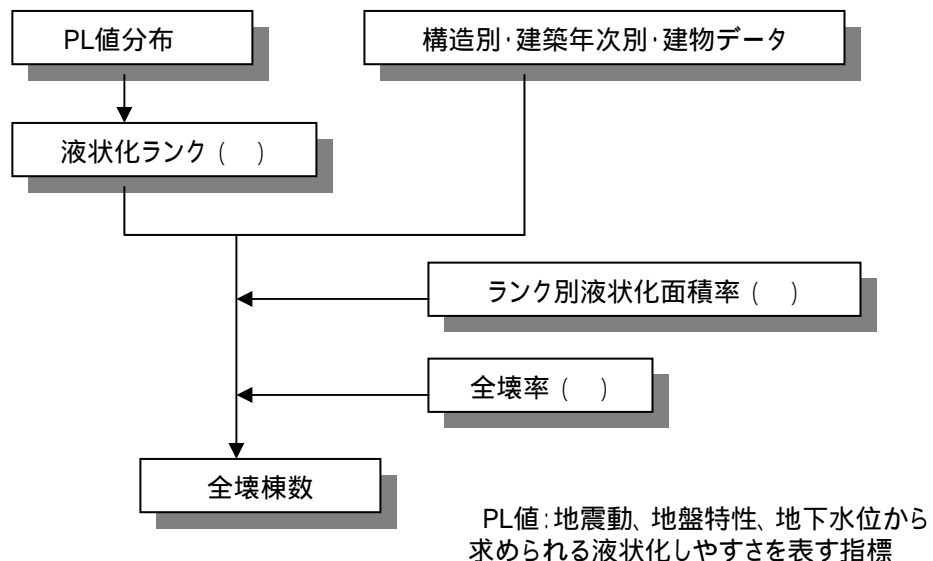 PL値分布
構造別・建築年次別・建物データ
液状化ランク (　)
ランク別液状化面積率 (　)
全壊率 (　)
全壊棟数
PL値:地震動、地盤特性、地下水位から
求められる液状化しやすさを表す指標